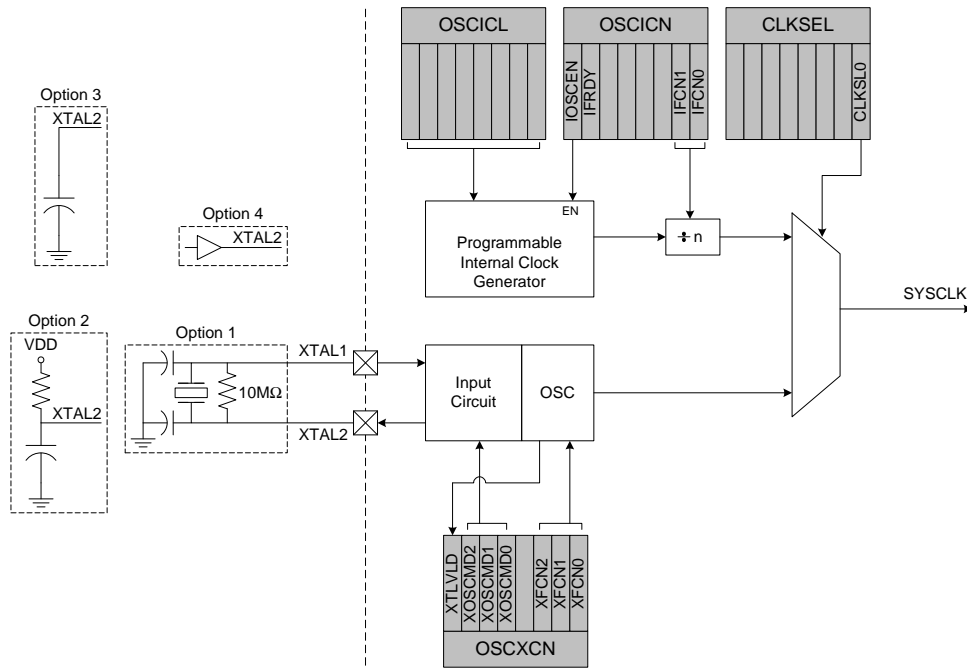 OSCICL
OSCICN
CLKSEL
IOSCEN
IFRDY
IFCN1
IFCN0
CLKSL0
Option 3
XTAL2
Option 4
XTAL2
EN
Programmable
Internal Clock
Generator
÷ n
SYSCLK
Option 2
VDD
XTAL2
Option 1
10MΩ
XTAL1
XTAL2
Input
Circuit
OSC
XTLVLD
XOSCMD2
XOSCMD1
XOSCMD0
XFCN2
XFCN1
XFCN0
OSCXCN